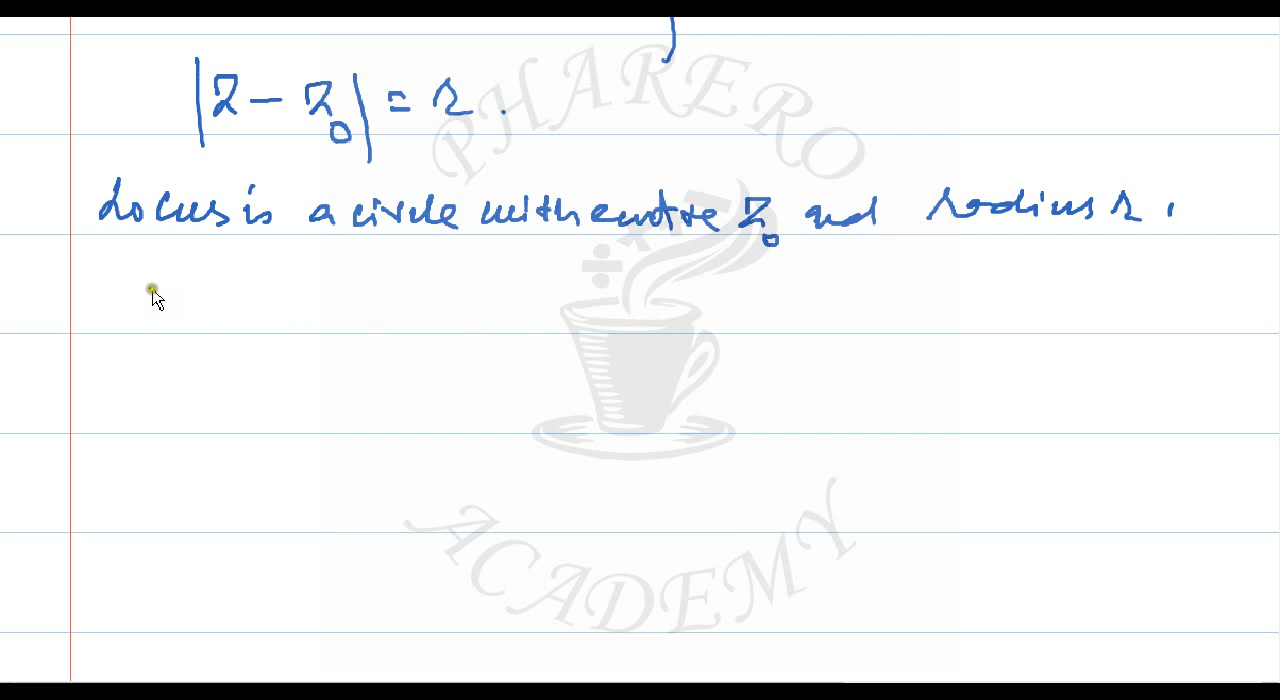 |z - z₀| = r.
Locus is a circle with centre z₀ and radius r.
PHARERO
ACADEMY